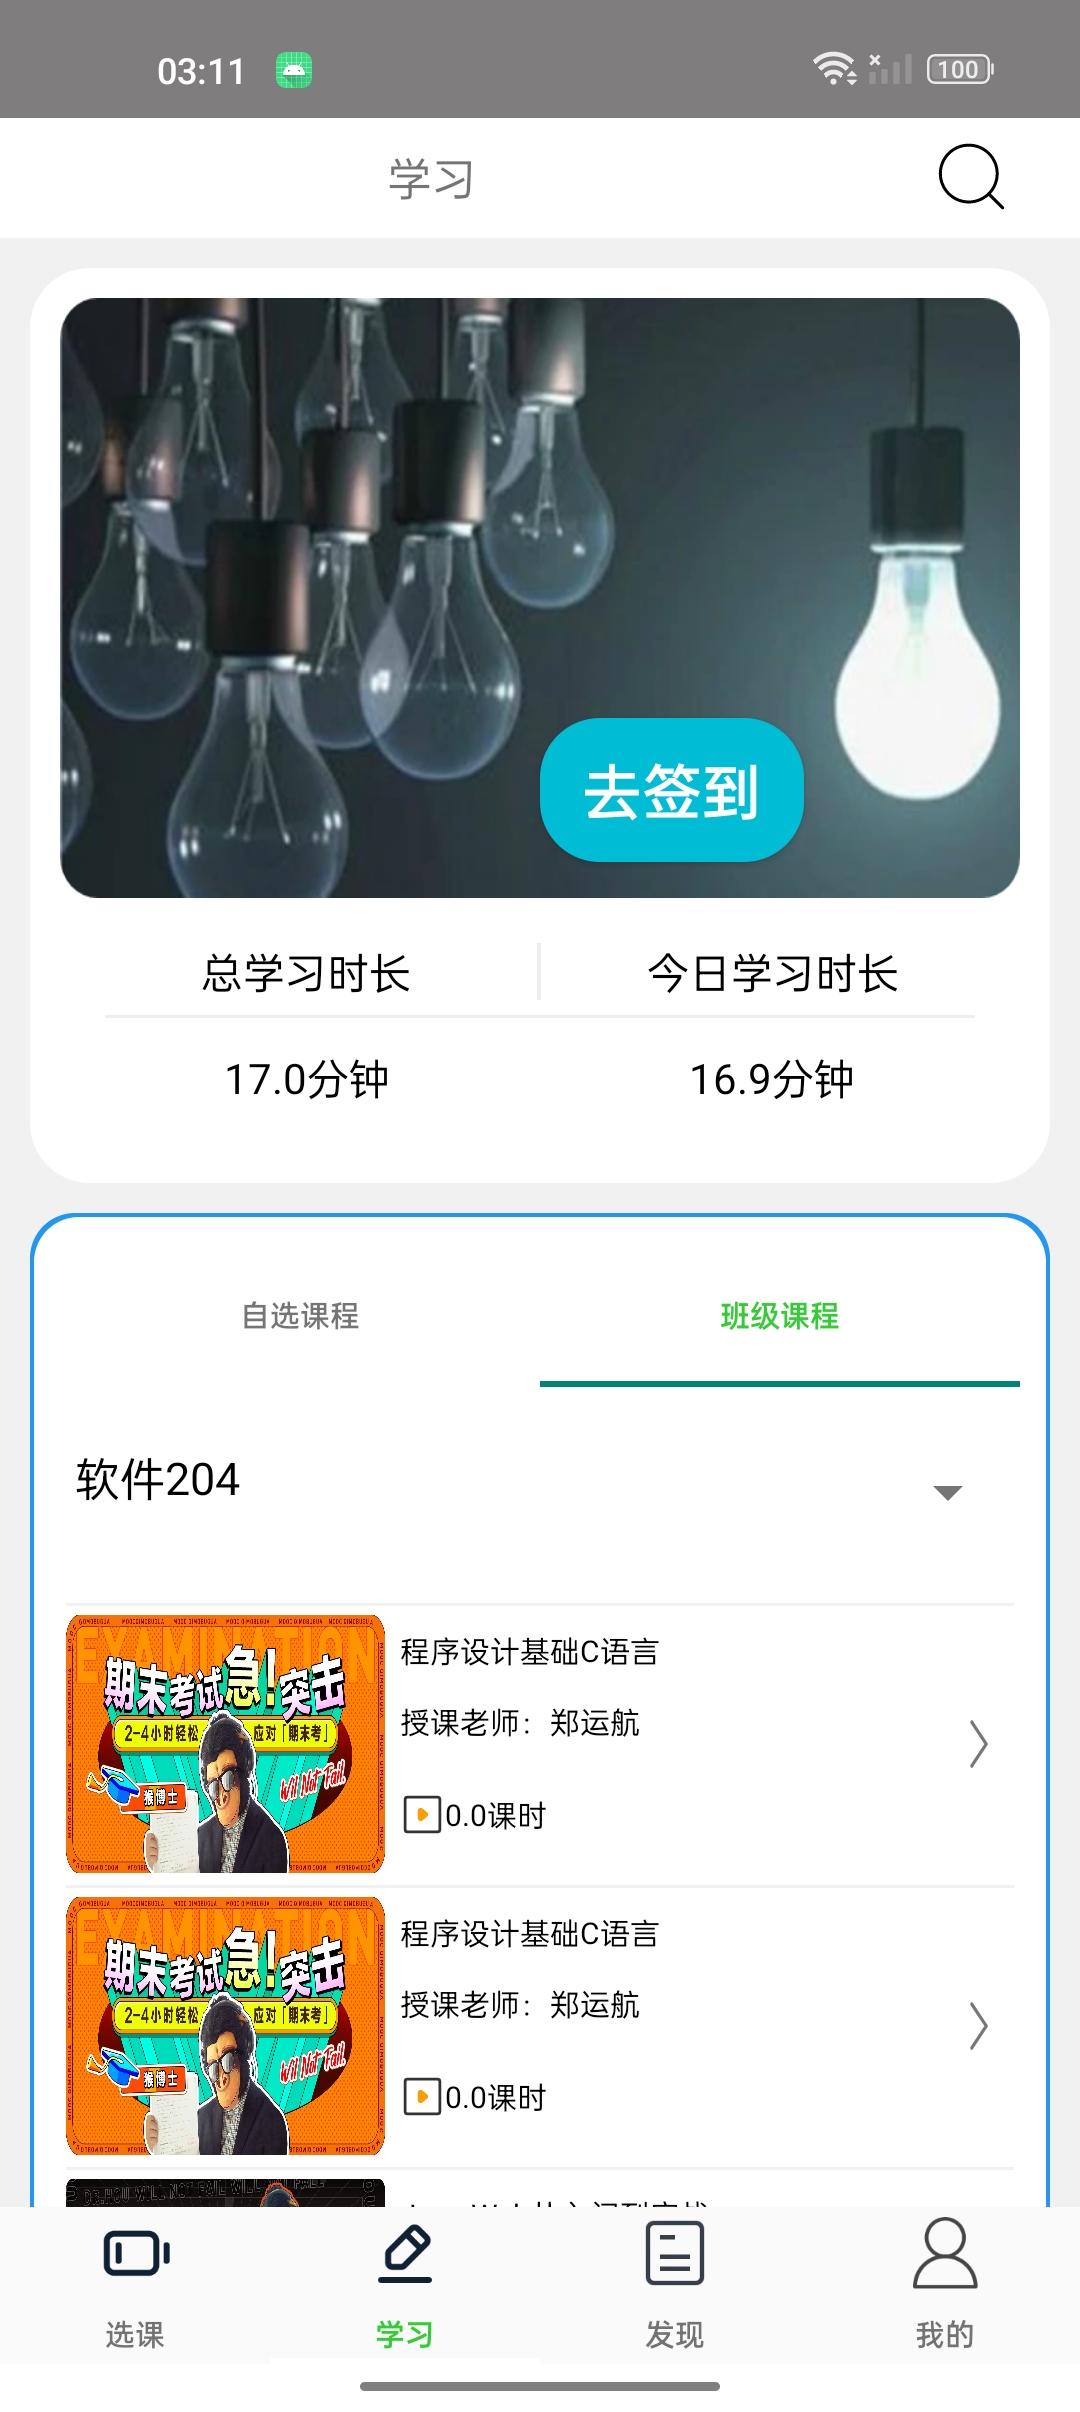 03:11
100
学习
去签到
总学习时长
今日学习时长
17.0分钟
16.9分钟
自选课程
班级课程
软件204
EXAMINATION
期末考试急!突击
2-4小时轻松
应对「期末考」
猴博士
Wil Not Fail.
程序设计基础C语言
授课老师：郑运航
0.0课时
EXAMINATION
期末考试急!突击
2-4小时轻松
应对「期末考」
猴博士
Wil Not Fail.
程序设计基础C语言
授课老师：郑运航
0.0课时
DR.HOU WILL NOT FAIL WILL
选课
学习
发现
我的